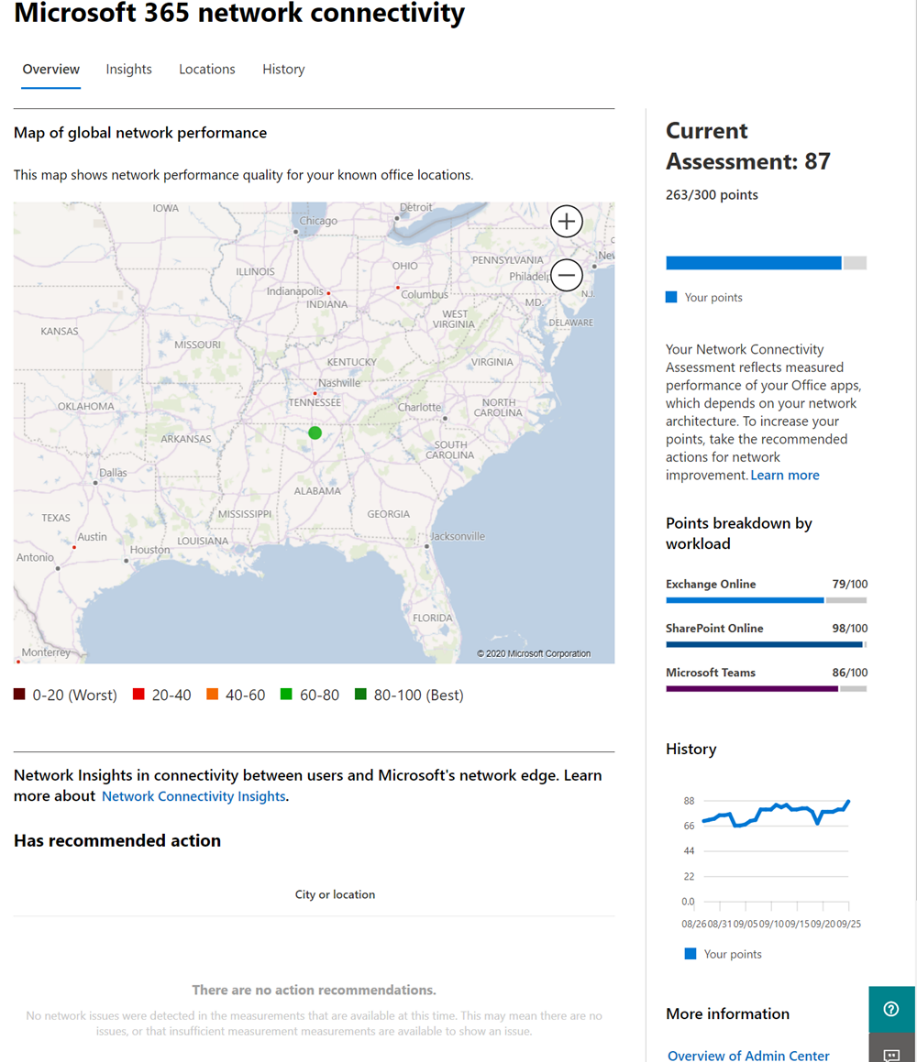 Microsoft 365 network connectivity
Overview Insights Locations History
Map of global network performance
This map shows network performance quality for your known office locations.
IOWA
Chicago
Detroit
ILLINOIS
OHIO
PENNSYLVANIA
Indianapolis
INDIANA
Columbus
MD
N.J.
WEST
VIRGINIA
DELAWARE
KANSAS
MISSOURI
KENTUCKY
VIRGINIA
Nashville
TENNESSEE
OKLAHOMA
Charlotte
NORTH
CAROLINA
ARKANSAS
SOUTH
CAROLINA
Dallas
ALABAMA
TEXAS
MISSISSIPPI
GEORGIA
Austin
LOUISIANA
Jacksonville
Houston
Antonio
FLORIDA
Monterrey
© 2020 Microsoft Corporation
0-20 (Worst) 20-40 40-60 60-80 80-100 (Best)
Network Insights in connectivity between users and Microsoft's network edge. Learn
more about Network Connectivity Insights.
Has recommended action
City or location
There are no action recommendations.
No network issues were detected in the measurements that are available at this time. This may mean there are no
issues, or that insufficient measurement measurements are available to show an issue.
Current
Assessment: 87
263/300 points
Your points
Your Network Connectivity
Assessment reflects measured
performance of your Office apps,
which depends on your network
architecture. To increase your
points, take the recommended
actions for network
improvement. Learn more
Points breakdown by
workload
Exchange Online 79/100
SharePoint Online 98/100
Microsoft Teams 86/100
History
88
66
44
22
0.0
08/26 08/31 09/05 09/10 09/15 09/20 09/25
Your points
More information
Overview of Admin Center